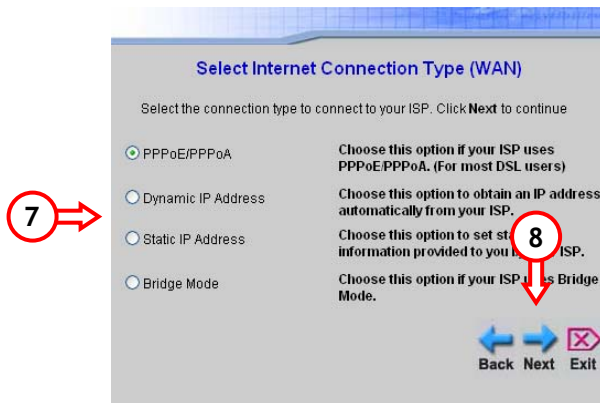 Select Internet Connection Type (WAN)
Select the connection type to connect to your ISP. Click Next to continue
PPPoE/PPPoA
Choose this option if your ISP uses
PPPoE/PPPoA. (For most DSL users)
Dynamic IP Address
Choose this option to obtain an IP address
automatically from your ISP.
Static IP Address
Choose this option to set
information provided to you ISP.
Bridge Mode
Choose this option if your ISP Bridge
Mode.
7
8
Back Next Exit